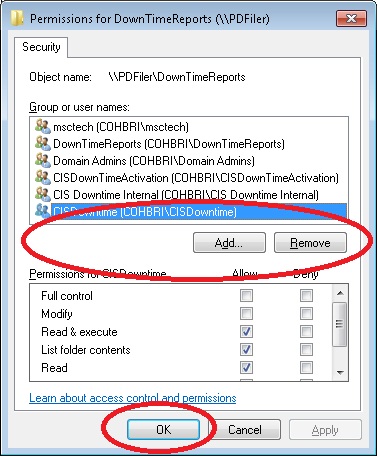 Permissions for DownTimeReports (\\PDFiler)
Security
Object name: \\PDFiler\DownTimeReports
Group or user names:
msctech (COHBRI\msctech)
DownTimeReports (COHBRI\DownTimeReports)
Domain Admins (COHBRI\Domain Admins)
CISDownTimeActivation (COHBRI\CISDownTimeActivation)
CIS Downtime Internal (COHBRI\CIS Downtime Internal)
CISDowntime (COHBRI\CISDowntime)
Add... Remove
Permissions for CISDowntime Allow Deny
Full control
Modify
Read & execute
List folder contents
Read
Learn about access control and permissions
OK Cancel Apply